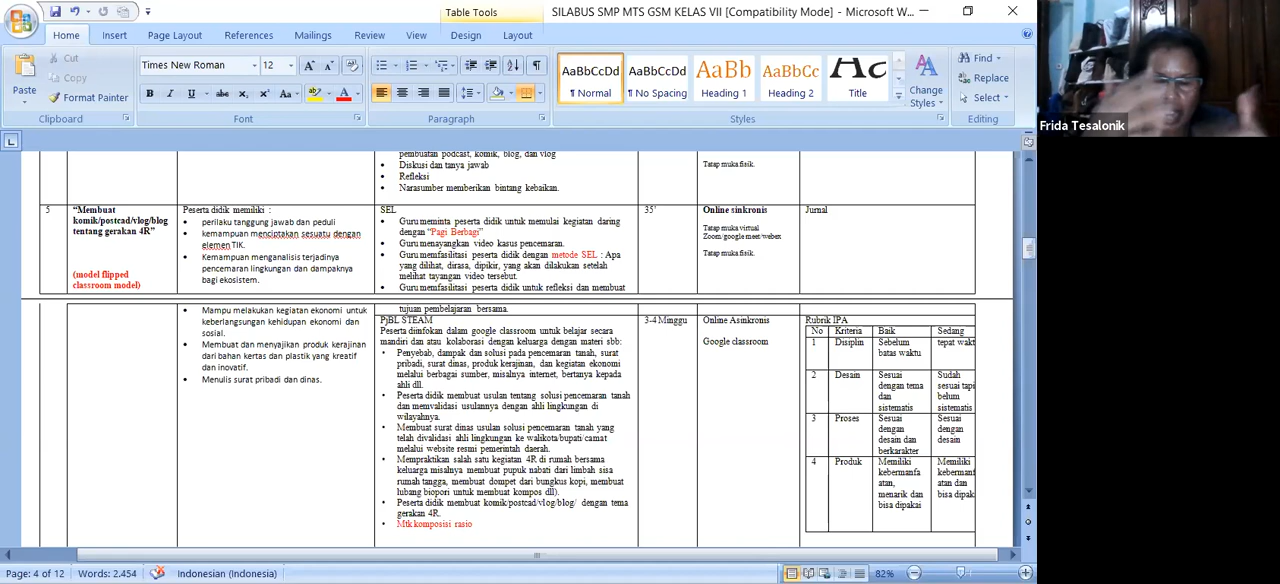 Table Tools
SILABUS SMP MTS GSM KELAS VII [Compatibility Mode] - Microsoft W...
Home
Insert
Page Layout
References
Mailings
Review
View
Design
Layout
Cut
Copy
Format Painter
Paste
Clipboard
Times New Roman
12
Font
Paragraph
AaBbCcDd
¶ Normal
AaBbCcDd
¶ No Spacing
AaBb
Heading 1
AaBbCc
Heading 2
Title
Change
Styles
Styles
Find
Replace
Select
Editing
Frida Tesalonik
pembuatan podcast, komik, blog, dan vlog
Diskusi dan tanya jawab
Refleksi
Narasumber memberikan bintang kebaikan.
Tatap muka fisik.
5
"Membuat
komik/postcad/vlog/blog
tentang gerakan 4R"
(model flipped
classroom model)
Peserta didik memiliki :
perilaku tanggung jawab dan peduli
kemampuan menciptakan sesuatu dengan
elemen TIK.
Kemampuan menganalisis terjadinya
pencemaran lingkungan dan dampaknya
bagi ekosistem.
SEL
Guru meminta peserta didik untuk memulai kegiatan daring
dengan "Pagi Berbagi"
Guru menayangkan video kasus pencemaran.
Guru memfasilitasi peserta didik dengan metode SEL : Apa
yang dilihat, dirasa, dipikir, yang akan dilakukan setelah
melihat tayangan video tersebut.
Guru memfasilitasi peserta didik untuk refleksi dan membuat
35'
Online sinkronis
Tatap muka virtual
Zoom/google meet/webex
Tatap muka fisik.
Jurnal
Mampu melakukan kegiatan ekonomi untuk
keberlangsungan kehidupan ekonomi dan
sosial.
Membuat dan menyajikan produk kerajinan
dari bahan kertas dan plastik yang kreatif
dan inovatif.
Menulis surat pribadi dan dinas.
tujuan pembelajaran bersama.
PjBL STEAM
Peserta diinfokan dalam google classroom untuk belajar secara
mandiri dan atau kolaborasi dengan keluarga dengan materi sbb:
Penyebab, dampak dan solusi pada pencemaran tanah, surat
pribadi, surat dinas, produk kerajinan, dan kegiatan ekonomi
melalui berbagai sumber, misalnya internet, bertanya kepada
ahli dll.
Peserta didik membuat usulan tentang solusi pencemaran tanah
dan memvalidasi usulannya dengan ahli lingkungan di
wilayahnya.
Membuat surat dinas usulan solusi pencemaran tanah yang
telah divalidasi ahli lingkungan ke walikota/bupati/camat
melalui website resmi pemerintah daerah.
Mempraktikan salah satu kegiatan 4R di rumah bersama
keluarga misalnya membuat pupuk nabati dari limbah sisa
rumah tangga, membuat dompet dari bungkus kopi, membuat
lubang biopori untuk membuat kompos dll).
Peserta didik membuat komik/postcad/vlog/blog/ dengan tema
gerakan 4R.
Mtk komposisi rasio
3-4 Minggu
Online Asinkronis
Google classroom
Rubrik IPA
No Kriteria Baik Sedang
1 Disiplin Sebelum tepat wakt
batas waktu
2 Desain Sesuai Sudah
dengan tema sesuai tapi
dan belum
sistematis sistematis
3 Proses Sesuai Sesuai
dengan dengan
desain dan desain
berkarakter
4 Produk Memiliki Memiliki
kebermanfa kebermanf
atan, atan dan
menarik dan bisa dipak
bisa dipakai
Page: 4 of 12
Words: 2.454
Indonesian (Indonesia)
82%